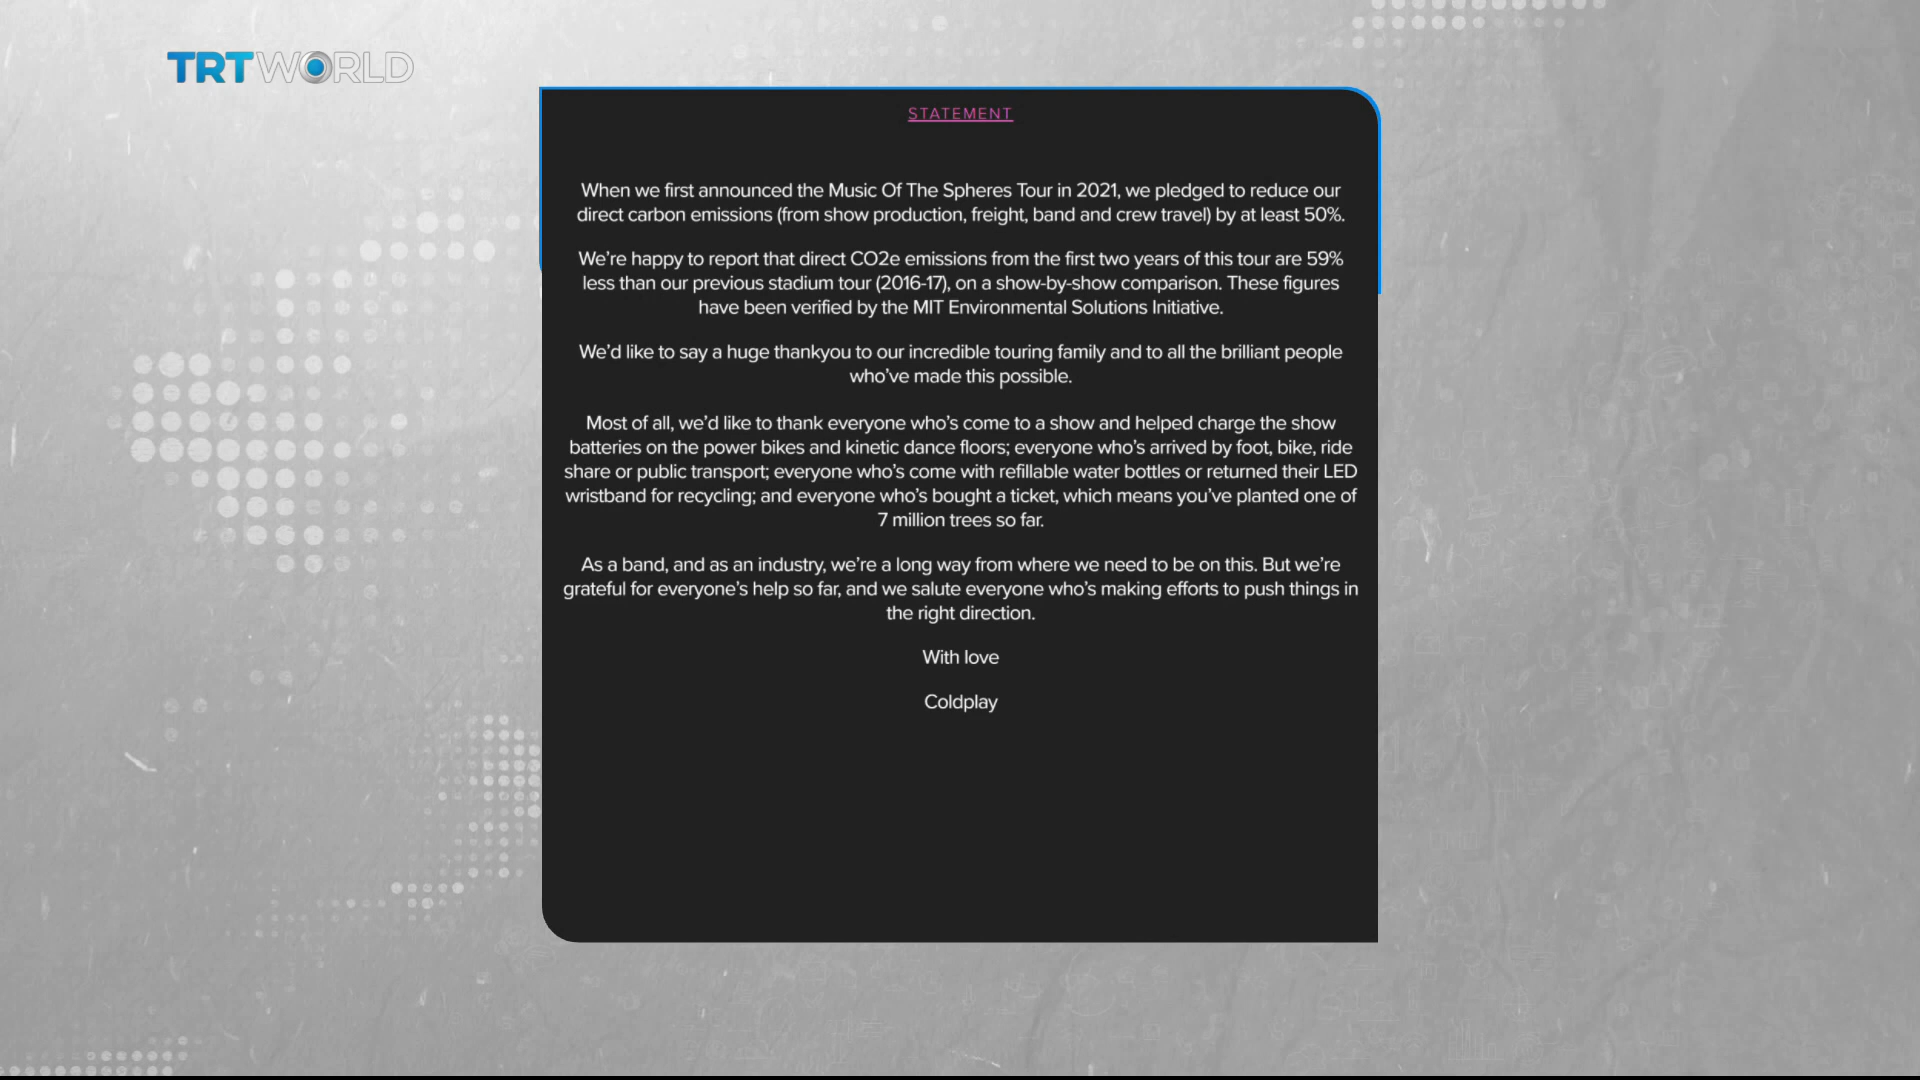 TRT WORLD
STATEMENT
When we first announced the Music Of The Spheres Tour in 2021, we pledged to reduce our
direct carbon emissions (from show production, freight, band and crew travel) by at least 50%.
We’re happy to report that direct CO2e emissions from the first two years of this tour are 59%
less than our previous stadium tour (2016-17), on a show-by-show comparison. These figures
have been verified by the MIT Environmental Solutions Initiative.
We’d like to say a huge thankyou to our incredible touring family and to all the brilliant people
who’ve made this possible.
Most of all, we’d like to thank everyone who’s come to a show and helped charge the show
batteries on the power bikes and kinetic dance floors; everyone who’s arrived by foot, bike, ride
share or public transport; everyone who’s come with refillable water bottles or returned their LED
wristband for recycling; and everyone who’s bought a ticket, which means you’ve planted one of
7 million trees so far.
As a band, and as an industry, we’re a long way from where we need to be on this. But we’re
grateful for everyone’s help so far, and we salute everyone who’s making efforts to push things in
the right direction.
With love
Coldplay